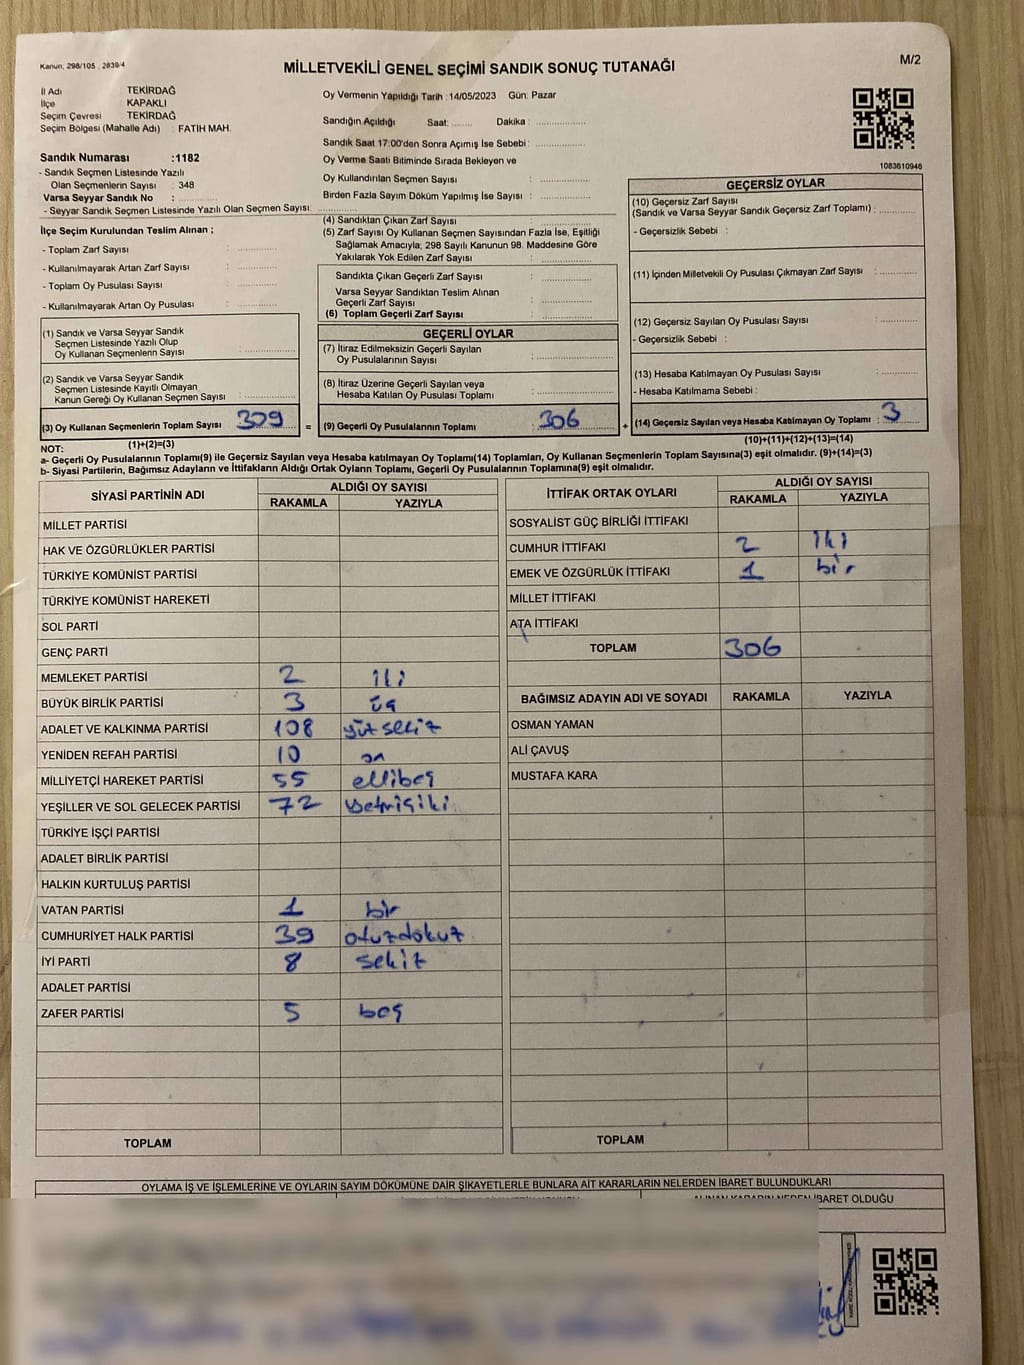 Kanun, 298/105 , 2839/4
MİLLETVEKİLİ GENEL SEÇİMİ SANDIK SONUÇ TUTANAĞI
M/2
İl Adı TEKİRDAĞ
İlçe KAPAKLI
Seçim Çevresi TEKİRDAĞ
Seçim Bölgesi (Mahalle Adı) : FATİH MAH.
Sandık Numarası :1182
- Sandık Seçmen Listesinde Yazılı
Olan Seçmenlerin Sayısı : 348
Varsa Seyyar Sandık No :
- Seyyar Sandık Seçmen Listesinde Yazılı Olan Seçmen Sayısı:
Oy Vermenin Yapıldığı Tarih :14/05/2023 Gün: Pazar
Sandığın Açıldığı Saat: ........ Dakika : ................
Sandık Saat 17:00'den Sonra Açımış İse Sebebi : ................
Oy Verme Saati Bitiminde Sırada Bekleyen ve
Oy Kullandırılan Seçmen Sayısı : ................
Birden Fazla Sayım Döküm Yapılmış İse Sayısı : ................
1083610946
İlçe Seçim Kurulundan Teslim Alınan ;
- Toplam Zarf Sayısı : ................
- Kullanılmayarak Artan Zarf Sayısı : ................
- Toplam Oy Pusulası Sayısı : ................
- Kullanılmayarak Artan Oy Pusulası : ................
(4) Sandıktan Çıkan Zarf Sayısı : ................
(5) Zarf Sayısı Oy Kullanan Seçmen Sayısından Fazla İse, Eşitliği
Sağlamak Amacıyla; 298 Sayılı Kanunun 98. Maddesine Göre
Yakılarak Yok Edilen Zarf Sayısı : ................
Sandıkta Çıkan Geçerli Zarf Sayısı : ................
Varsa Seyyar Sandıktan Teslim Alınan
Geçerli Zarf Sayısı : ................
(6) Toplam Geçerli Zarf Sayısı : ................
GEÇERSİZ OYLAR
(10) Geçersiz Zarf Sayısı
(Sandık ve Varsa Seyyar Sandık Geçersiz Zarf Toplamı) : ............
- Geçersizlik Sebebi :
(11) İçinden Milletvekili Oy Pusulası Çıkmayan Zarf Sayısı : ............
(12) Geçersiz Sayılan Oy Pusulası Sayısı : ............
- Geçersizlik Sebebi :
(13) Hesaba Katılmayan Oy Pusulası Sayısı : ............
- Hesaba Katılmama Sebebi :
(14) Geçersiz Sayılan veya Hesaba Katılmayan Oy Toplamı : 3
(10)+(11)+(12)+(13)=(14)
(1) Sandık ve Varsa Seyyar Sandık
Seçmen Listesinde Yazılı Olup
Oy Kullanan Seçmenlerin Sayısı : ................
(2) Sandık ve Varsa Seyyar Sandık
Seçmen Listesinde Kayıtlı Olmayan
Kanun Gereği Oy Kullanan Seçmen Sayısı : ................
(3) Oy Kullanan Seçmenlerin Toplam Sayısı : 309 =
(1)+(2)=(3)
GEÇERLİ OYLAR
(7) İtiraz Edilmeksizin Geçerli Sayılan
Oy Pusulalarının Sayısı : ................
(8) İtiraz Üzerine Geçerli Sayılan veya
Hesaba Katılan Oy Pusulası Toplamı : ................
(9) Geçerli Oy Pusulalarının Toplamı : 306 +
NOT:
a- Geçerli Oy Pusulalarının Toplamı(9) ile Geçersiz Sayılan veya Hesaba katılmayan Oy Toplamı(14) Toplamları, Oy Kullanan Seçmenlerin Toplam Sayısına(3) eşit olmalıdır. (9)+(14)=(3)
b- Siyasi Partilerin, Bağımsız Adayların ve İttifakların Aldığı Ortak Oyların Toplamı, Geçerli Oy Pusulalarının Toplamına(9) eşit olmalıdır.
SİYASİ PARTİNİN ADI ALDIĞI OY SAYISI
RAKAMLA YAZIYLA
MİLLET PARTİSİ
HAK VE ÖZGÜRLÜKLER PARTİSİ
TÜRKİYE KOMÜNİST PARTİSİ
TÜRKİYE KOMÜNİST HAREKETİ
SOL PARTİ
GENÇ PARTİ
MEMLEKET PARTİSİ 2 iki
BÜYÜK BİRLİK PARTİSİ 3 üç
ADALET VE KALKINMA PARTİSİ 108 yüz sekiz
YENİDEN REFAH PARTİSİ 10 on
MİLLİYETÇİ HAREKET PARTİSİ 55 ellibeş
YEŞİLLER VE SOL GELECEK PARTİSİ 72 yetmişiki
TÜRKİYE İŞÇİ PARTİSİ
ADALET BİRLİK PARTİSİ
HALKIN KURTULUŞ PARTİSİ
VATAN PARTİSİ 1 bir
CUMHURİYET HALK PARTİSİ 39 otuzdokuz
İYİ PARTİ 8 sekiz
ADALET PARTİSİ
ZAFER PARTİSİ 5 beş
TOPLAM
İTTİFAK ORTAK OYLARI ALDIĞI OY SAYISI
RAKAMLA YAZIYLA
SOSYALİST GÜÇ BİRLİĞİ İTTİFAKI
CUMHUR İTTİFAKI 2 iki
EMEK VE ÖZGÜRLÜK İTTİFAKI 1 bir
MİLLET İTTİFAKI
ATA İTTİFAKI
TOPLAM 306
BAĞIMSIZ ADAYIN ADI VE SOYADI RAKAMLA YAZIYLA
OSMAN YAMAN
ALİ ÇAVUŞ
MUSTAFA KARA
TOPLAM
OYLAMA İŞ VE İŞLEMLERİNE VE OYLARIN SAYIM DÖKÜMÜNE DAİR ŞİKAYETLERLE BUNLARA AİT KARARLARIN NELERDEN İBARET BULUNDUKLARI
ALINAN KARARIN NEDEN İBARET OLDUĞU